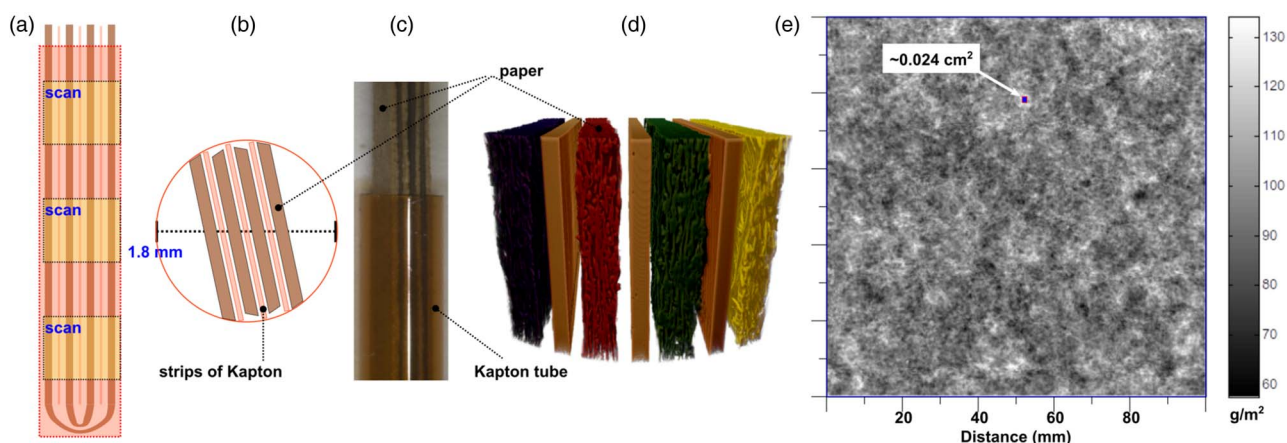 (a)
(b)
(c)
(d)
(e)
scan
scan
scan
1.8 mm
strips of Kapton
paper
Kapton tube
~0.024 cm²
130
120
110
100
90
80
70
60
g/m²
20
40
60
80
Distance (mm)